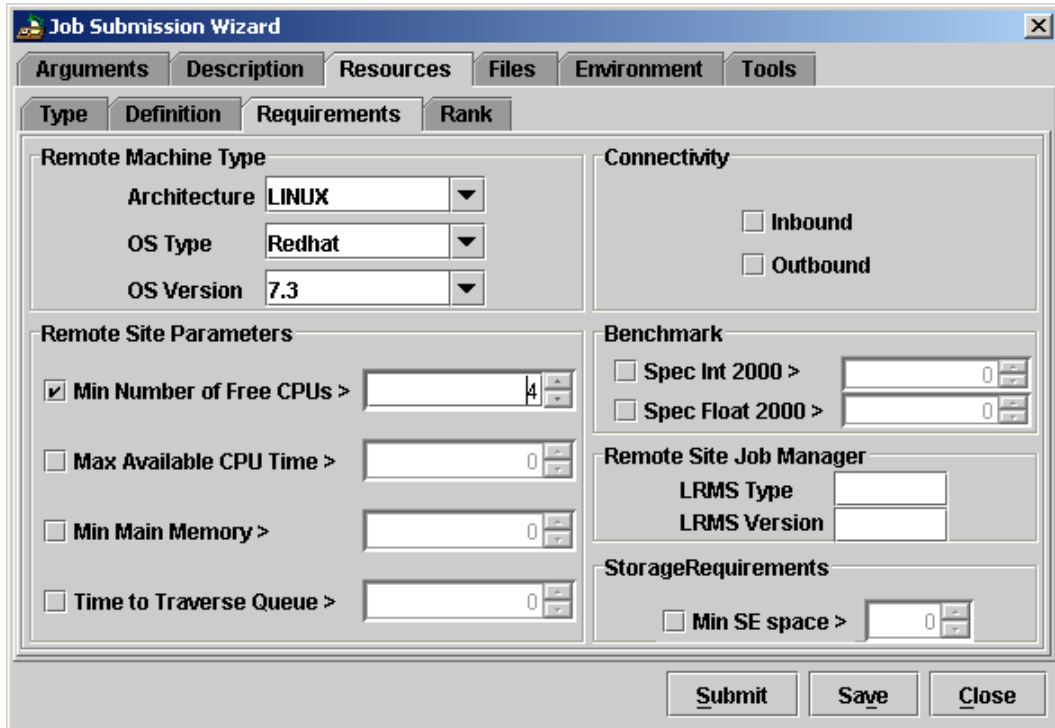 Job Submission Wizard
Arguments Description Resources Files Environment Tools
Type Definition Requirements Rank
Remote Machine Type
Architecture LINUX
OS Type Redhat
OS Version 7.3
Connectivity
Inbound
Outbound
Remote Site Parameters
Min Number of Free CPUs > 4
Max Available CPU Time > 0
Min Main Memory > 0
Time to Traverse Queue > 0
Benchmark
Spec Int 2000 > 0
Spec Float 2000 > 0
Remote Site Job Manager
LRMS Type
LRMS Version
StorageRequirements
Min SE space > 0
Submit Save Close